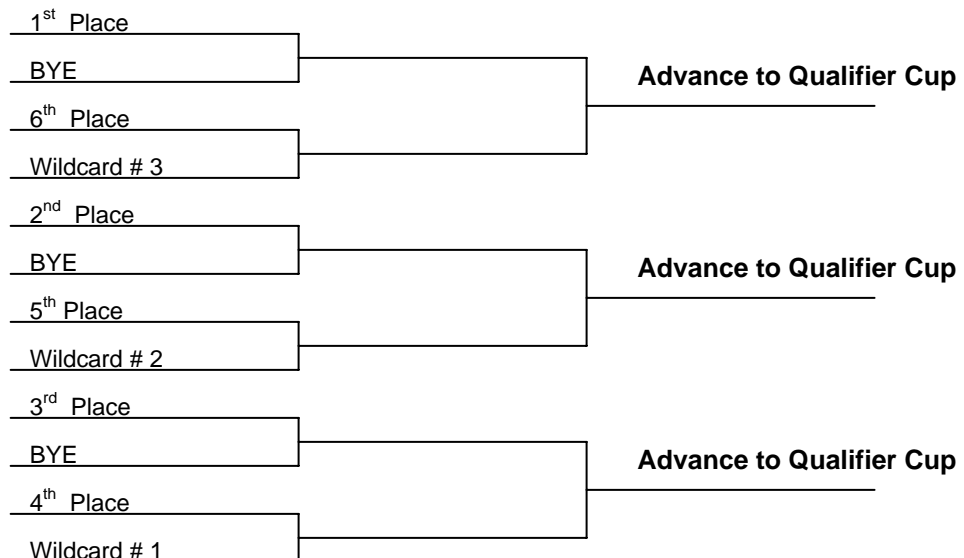 1st Place
BYE
Advance to Qualifier Cup
6th Place
Wildcard # 3
2nd Place
BYE
Advance to Qualifier Cup
5th Place
Wildcard # 2
3rd Place
BYE
Advance to Qualifier Cup
4th Place
Wildcard # 1